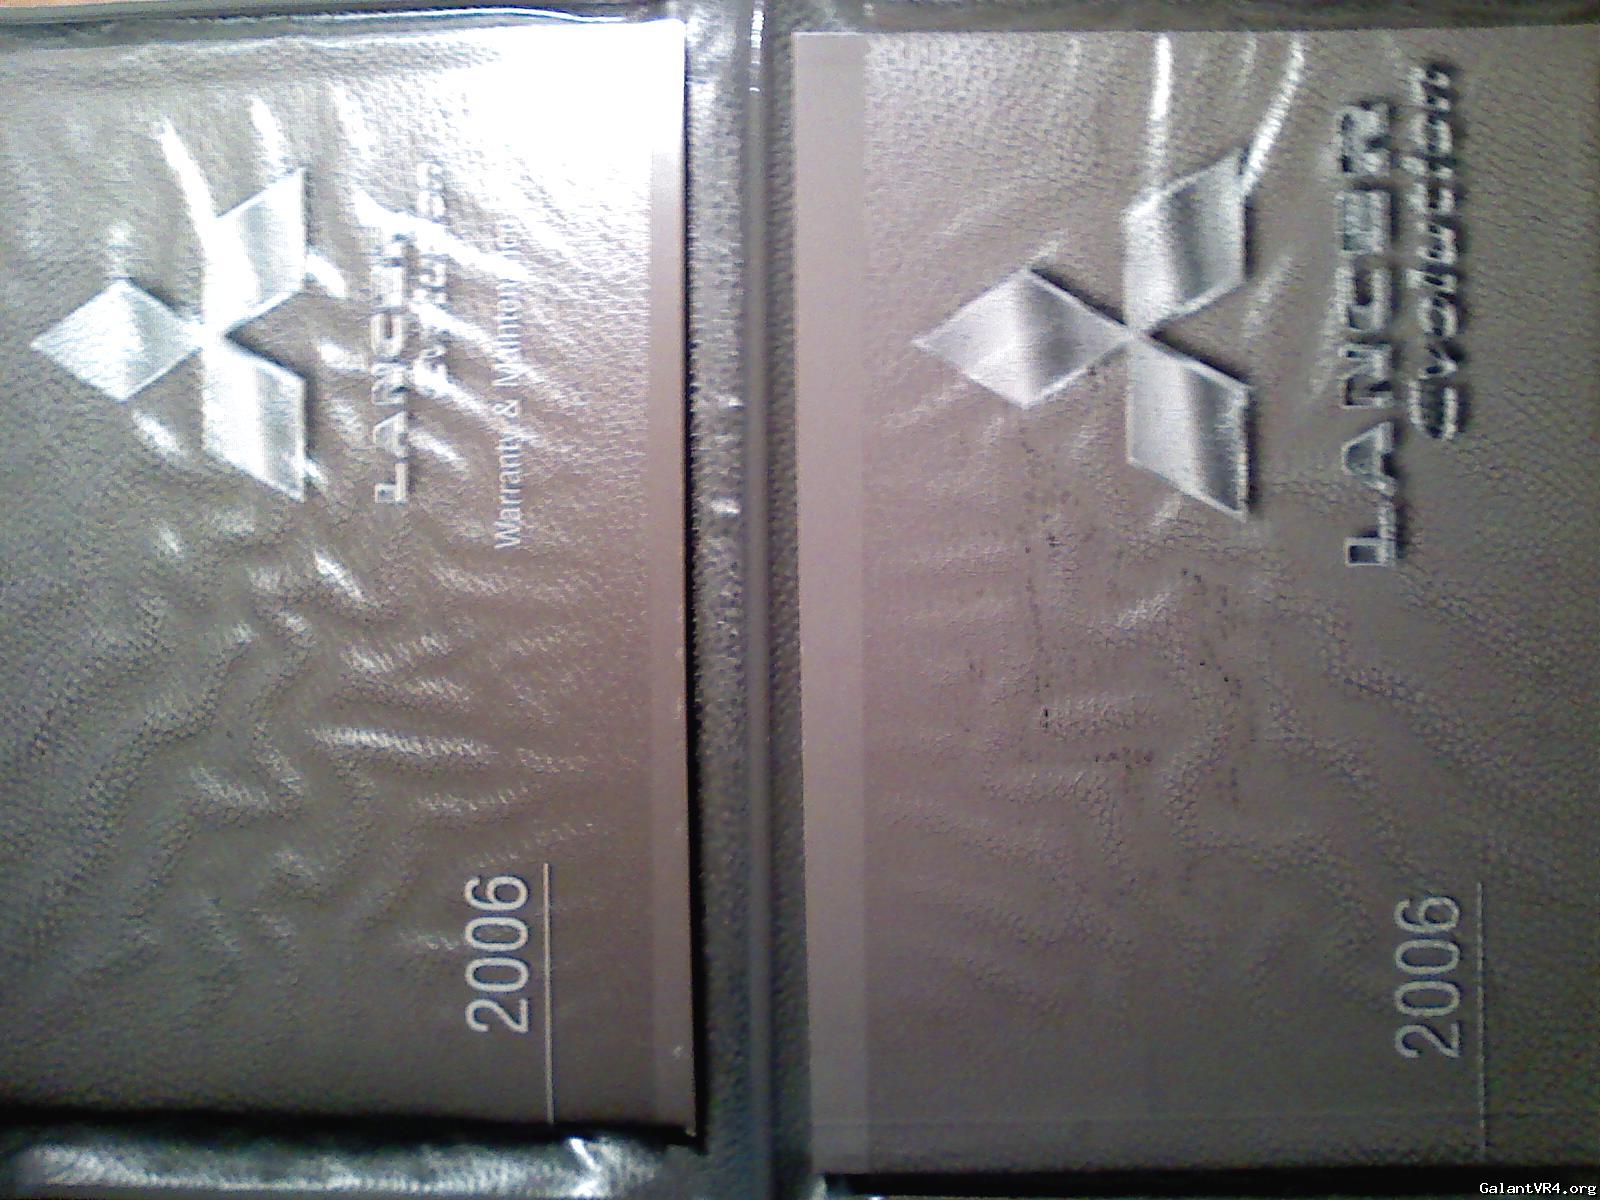 LANCER
Warranty &
2006
LANCER
evolution
2006
GalantVR4.org